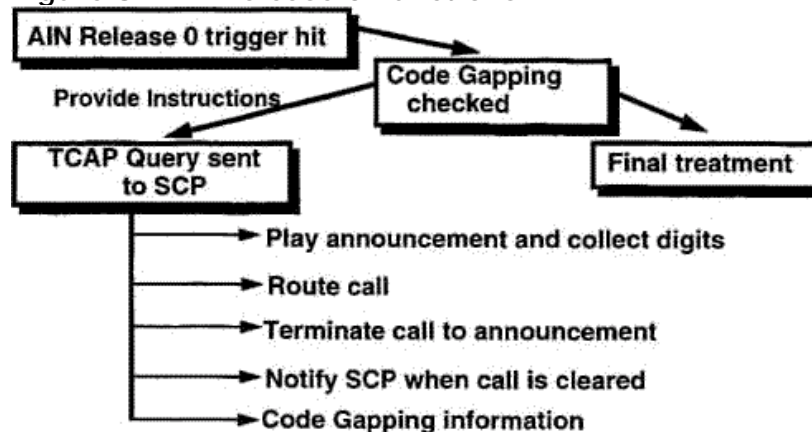 AIN Release 0 trigger hit
Code Gapping
checked
Provide Instructions
TCAP Query sent
to SCP
Final treatment
Play announcement and collect digits
Route call
Terminate call to announcement
Notify SCP when call is cleared
Code Gapping information